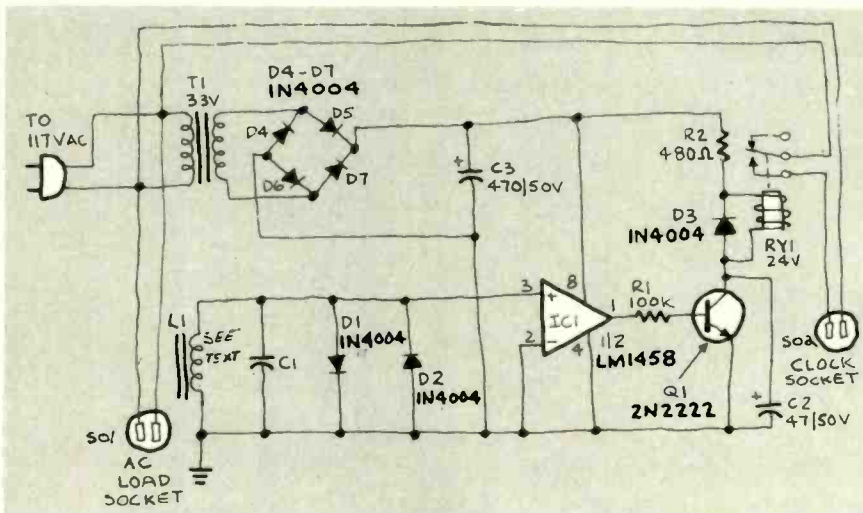 D4-D7
1N4004
T1
33V
TO
117VAC
D4
D5
D6
D7
+
C3
470/50V
R2
480Ω
D3
1N4004
RY1
24V
L1
SEE
TEXT
C1
D1
1N4004
D2
1N4004
3
+
2
-
IC1
8
4
1
1/2
LM1458
R1
100K
Q1
2N2222
+
C2
47/50V
SO2
CLOCK
SOCKET
SO1
AC
LOAD
SOCKET